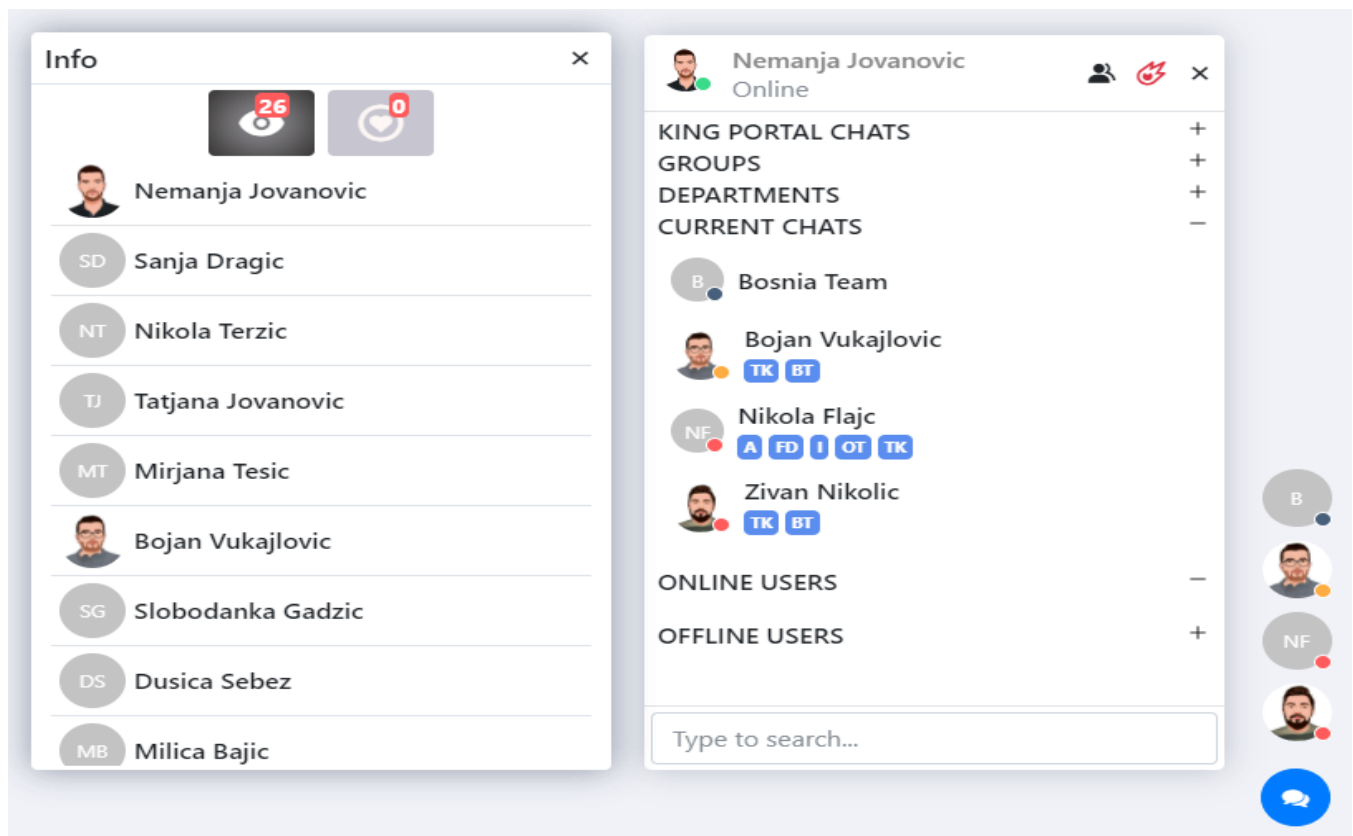 Info ×
26 0
Nemanja Jovanovic
SD Sanja Dragic
NT Nikola Terzic
TJ Tatjana Jovanovic
MT Mirjana Tesic
Bojan Vukajlovic
SG Slobodanka Gadzic
DS Dusica Sebez
MB Milica Bajic
Nemanja Jovanovic
Online
×
KING PORTAL CHATS +
GROUPS +
DEPARTMENTS +
CURRENT CHATS −
B Bosnia Team
Bojan Vukajlovic
TK BT
NF Nikola Flajc
A FD I OT TK
Zivan Nikolic
TK BT
ONLINE USERS −
OFFLINE USERS +
Type to search...
B
NF